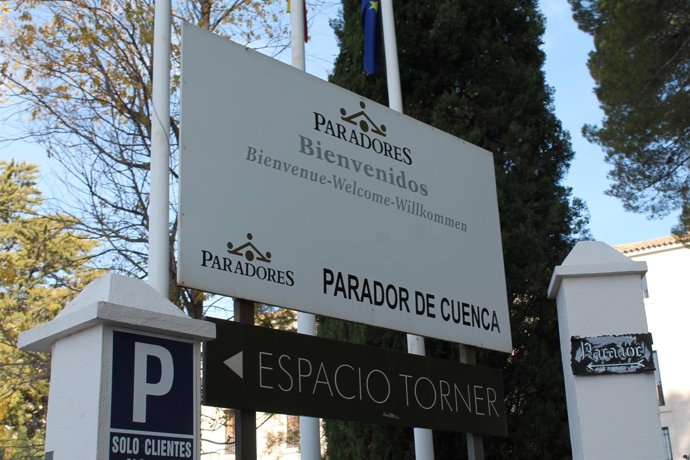 PARADORES
Bienvenidos
Bienvenue-Welcome-Willkommen
PARADORES
PARADOR DE CUENCA
ESPACIO TORNER
P
SOLO CLIENTES
Parador